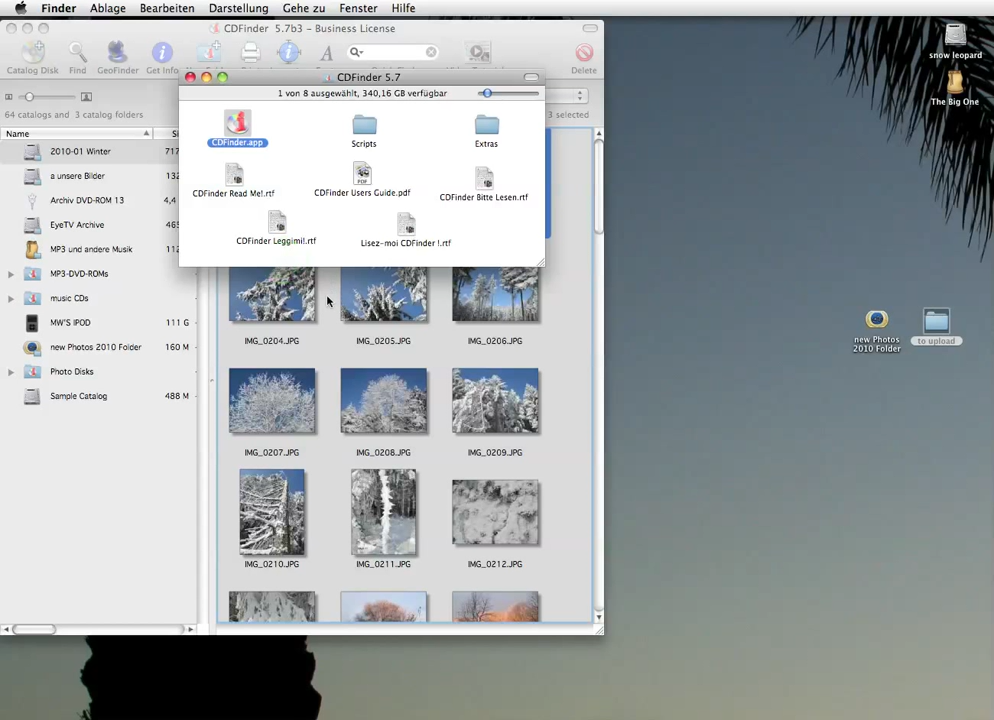 Finder Ablage Bearbeiten Darstellung Gehe zu Fenster Hilfe
CDFinder 5.7b3 - Business License
Catalog Disk Find GeoFinder Get Info Delete
64 catalogs and 3 catalog folders
3 selected
CDFinder 5.7
1 von 8 ausgewählt, 340,16 GB verfügbar
CDFinder.app Scripts Extras
CDFinder Read Me!.rtf CDFinder Users Guide.pdf CDFinder Bitte Lesen.rtf
CDFinder Leggimi!.rtf Lisez-moi CDFinder !.rtf
PDF
Name
2010-01 Winter 717
a unsere Bilder
Archiv DVD-ROM 13 4,4
EyeTV Archive 465
MP3 und andere Musik 112
MP3-DVD-ROMs
music CDs
MW'S IPOD 111 G
new Photos 2010 Folder 160 M
Photo Disks
Sample Catalog 488 M
IMG_0204.JPG IMG_0205.JPG IMG_0206.JPG
IMG_0207.JPG IMG_0208.JPG IMG_0209.JPG
IMG_0210.JPG IMG_0211.JPG IMG_0212.JPG
snow leopard
The Big One
new Photos
2010 Folder
to upload